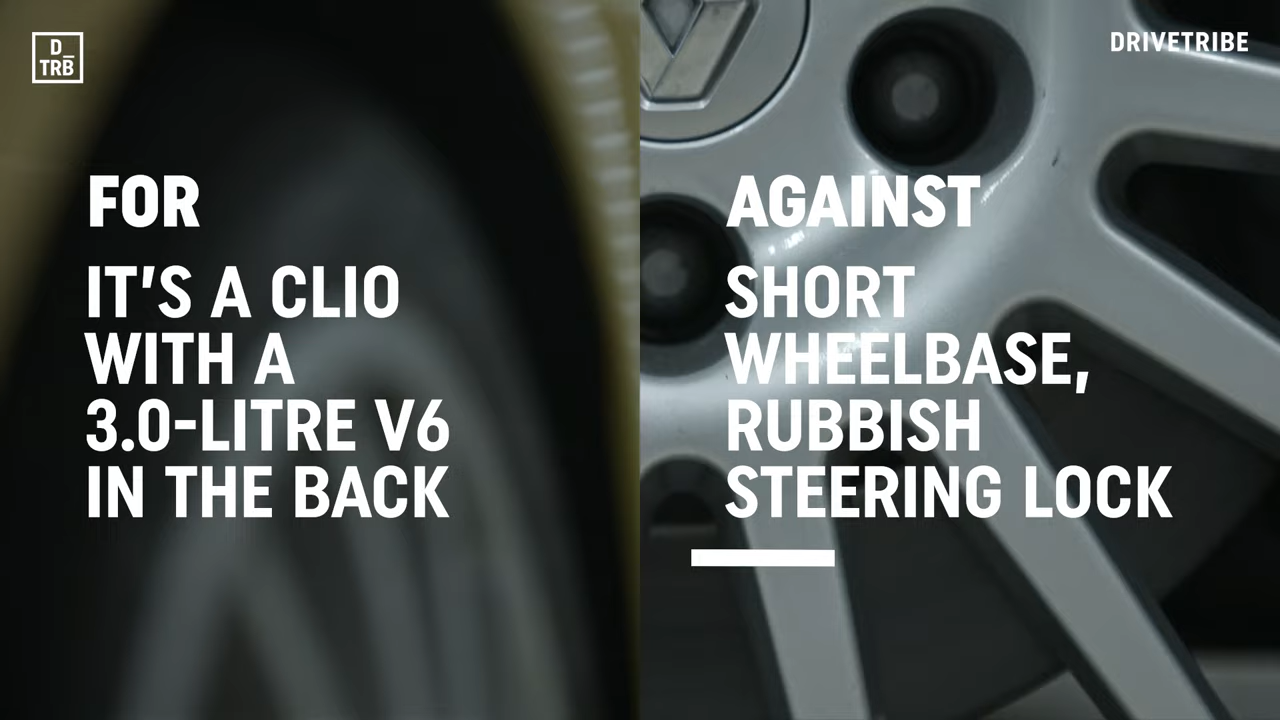 D_
TRB
DRIVETRIBE
FOR
IT'S A CLIO
WITH A
3.0-LITRE V6
IN THE BACK
AGAINST
SHORT
WHEELBASE,
RUBBISH
STEERING LOCK